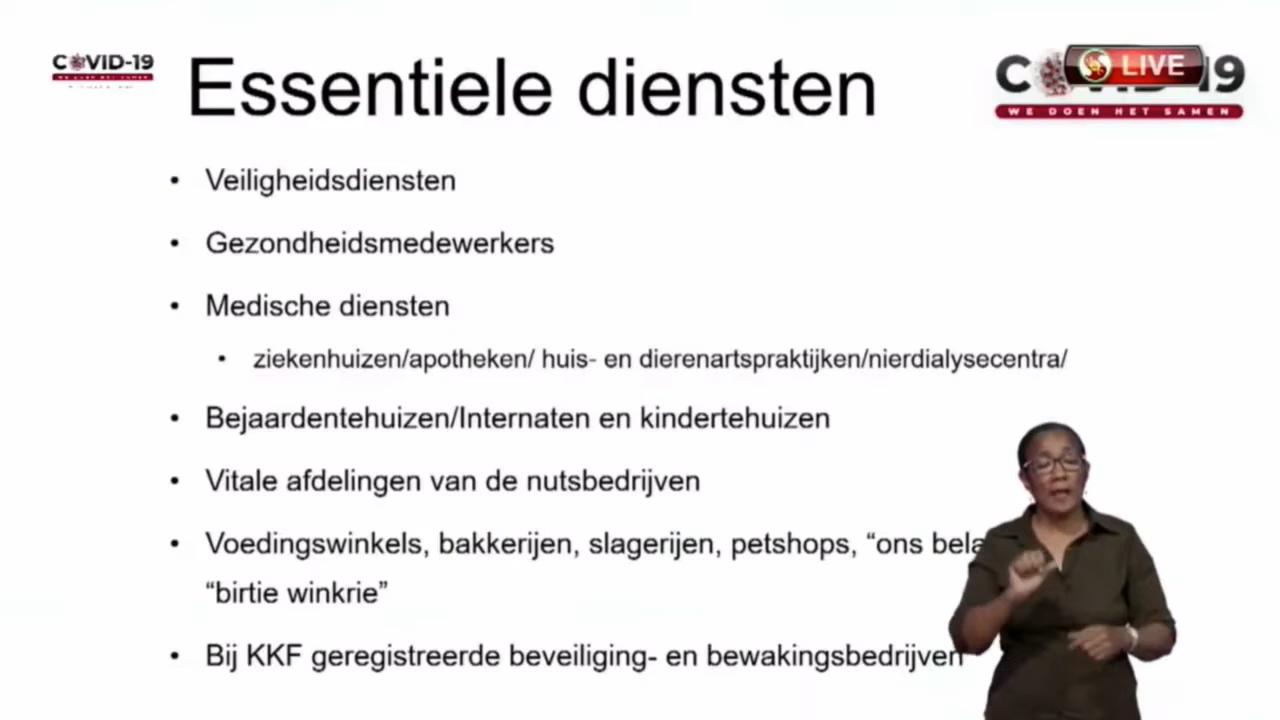 COVID-19
Essentiele diensten
LIVE
WE DOEN HET SAMEN
• Veiligheidsdiensten
• Gezondheidsmedewerkers
• Medische diensten
• ziekenhuizen/apotheken/ huis- en dierenartspraktijken/nierdialysecentra/
• Bejaardentehuizen/Internaten en kindertehuizen
• Vitale afdelingen van de nutsbedrijven
• Voedingswinkels, bakkerijen, slagerijen, petshops, “ons
“birtie winkrie”
• Bij KKF geregistreerde beveiliging- en bewakingsbedrijven